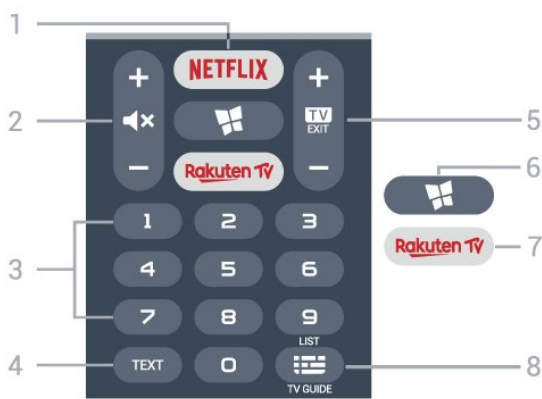 1
NETFLIX
+ +
2
TV
EXIT
5
- -
Rakuten TV
6
1 2 3
Rakuten TV
7
3
4 5 6
7 8 9
LIST
4
TEXT 0
8
TV GUIDE